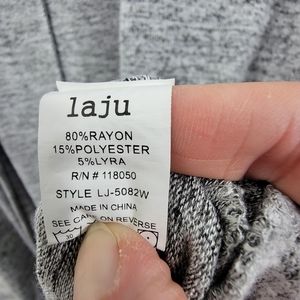 laju
80%RAYON
15%POLYESTER
5%LYRA
R/N # 118050
STYLE LJ-5082W
MADE IN CHINA
SEE CARE ON REVERSE